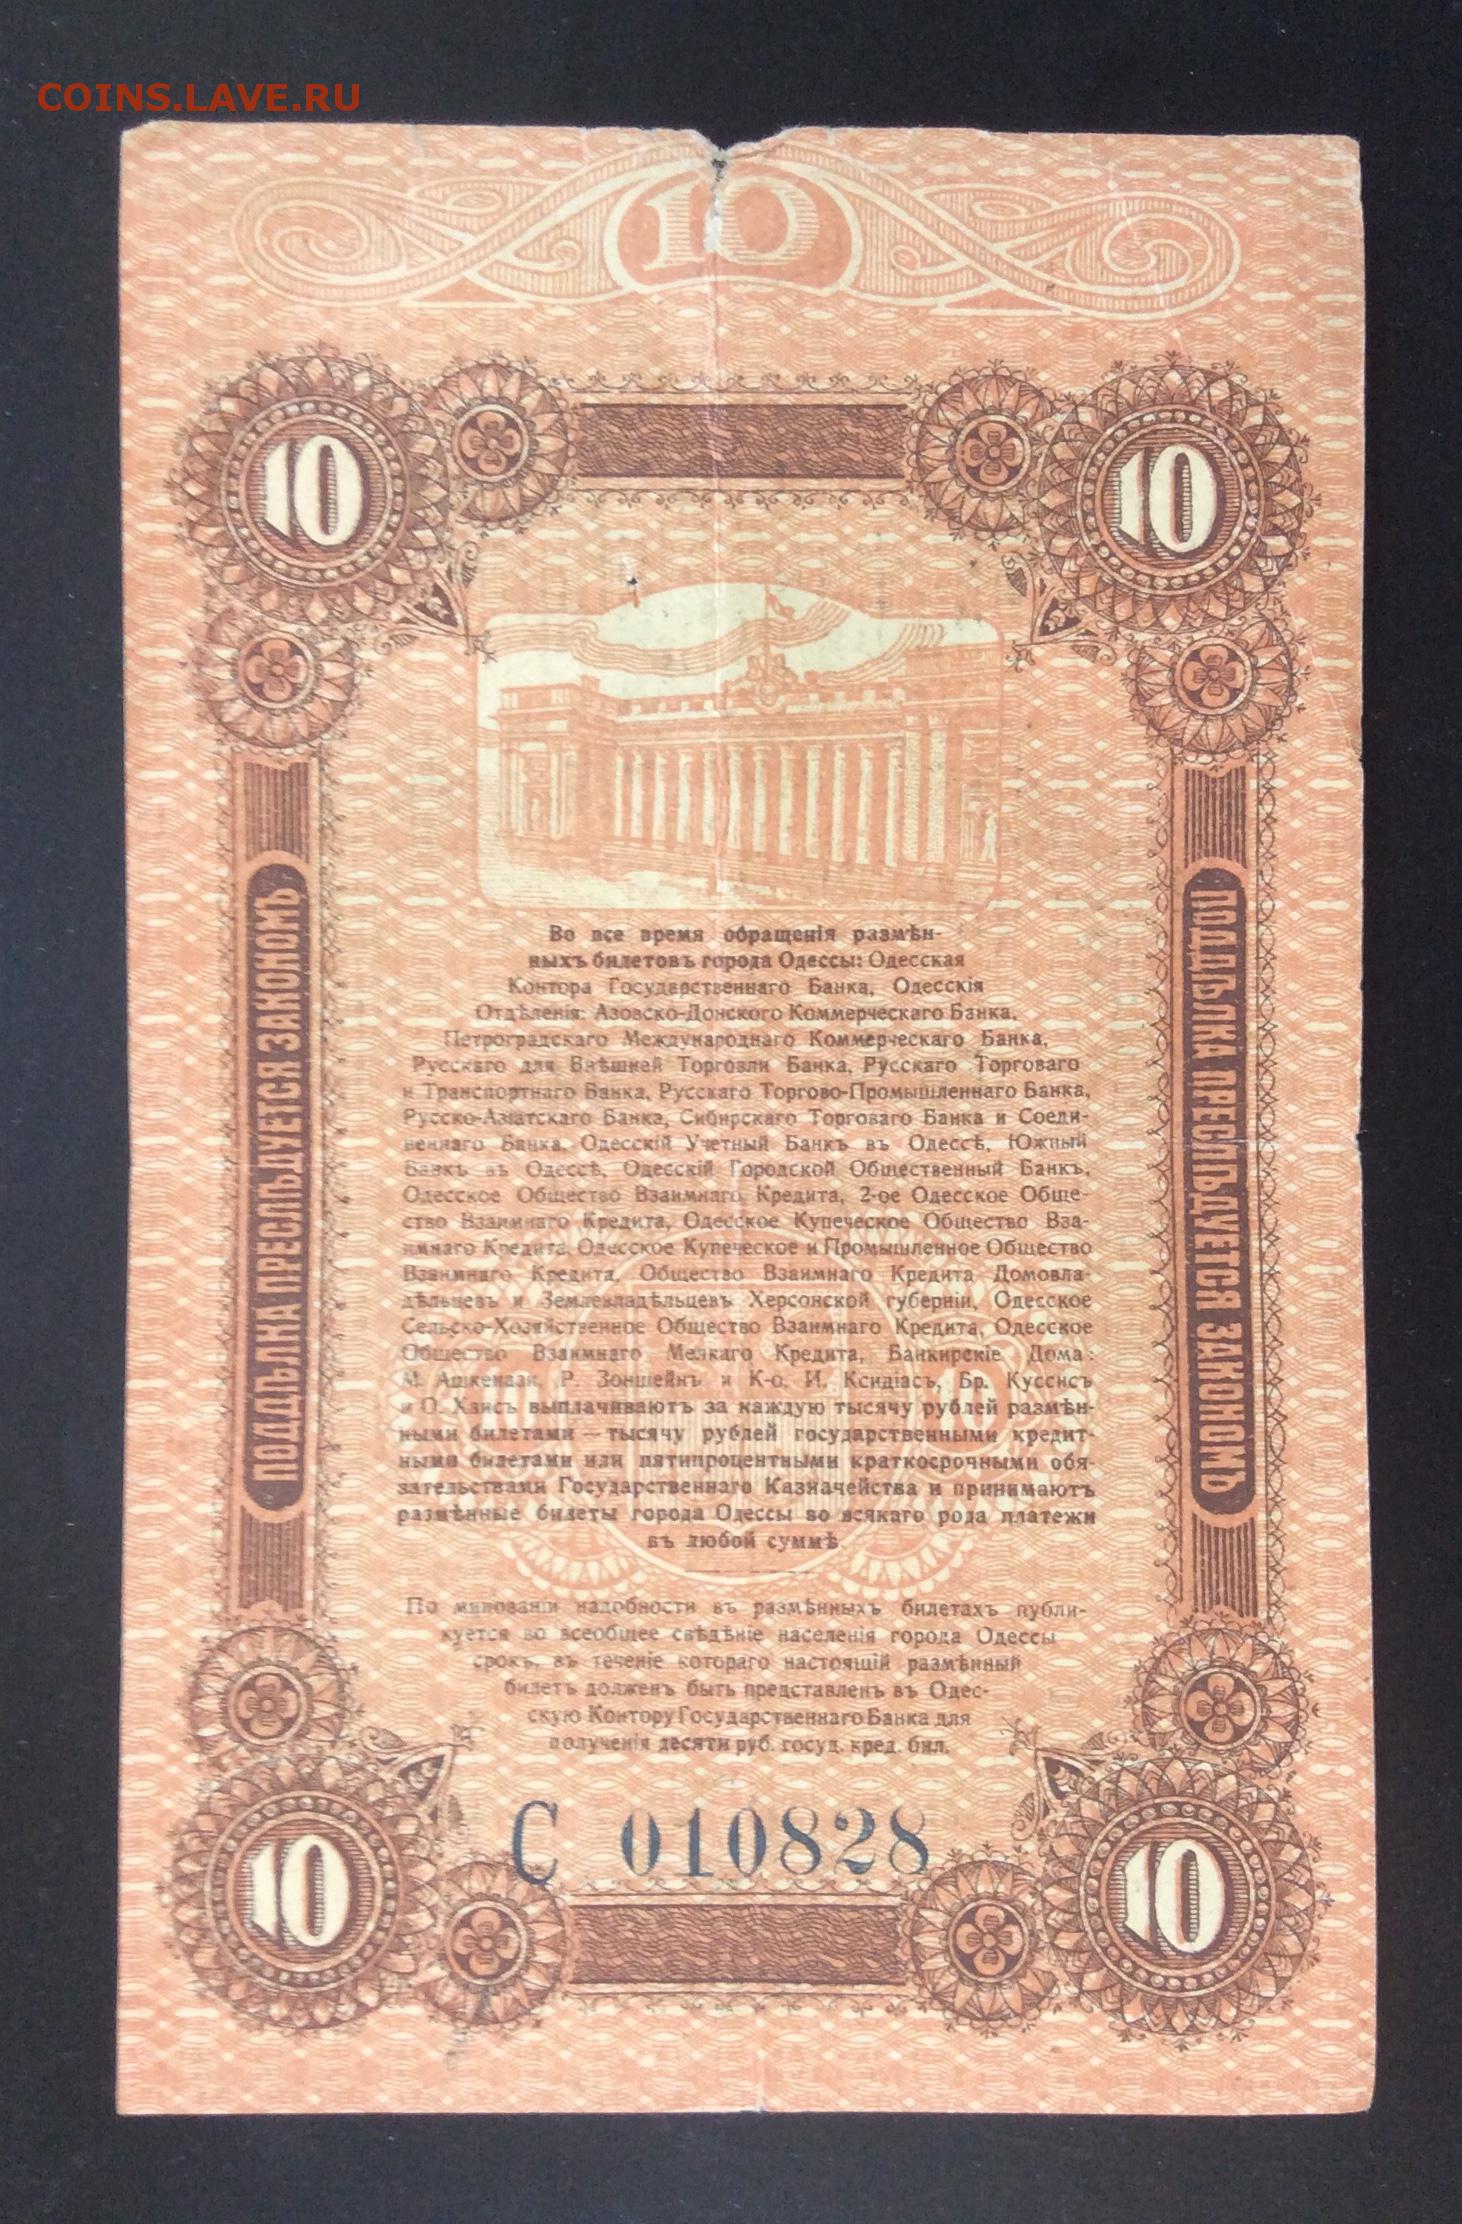 COINS.LAVE.RU
10
10
10
Во все время обращенія размѣн-
ныхъ билетовъ города Одессы: Одесская
Контора Государственнаго Банка, Одесскія
Отдѣленія: Азовско-Донского Коммерческаго Банка,
Петроградскаго Международнаго Коммерческаго Банка,
Русскаго для Внѣшней Торговли Банка, Русскаго Торговаго
и Транспортнаго Банка, Русскаго Торгово-Промышленнаго Банка,
Русско-Азіатскаго Банка, Сибирскаго Торговаго Банка и Соеди-
неннаго Банка, Одесскій Учетный Банкъ въ Одессѣ, Южный
Банкъ въ Одессѣ, Одесскій Городской Общественный Банкъ,
Одесское Общество Взаимнаго Кредита, 2-ое Одесское Обще-
ство Взаимнаго Кредита, Одесское Купеческое Общество Вза-
имнаго Кредита, Одесское Купеческое и Промышленное Общество
Взаимнаго Кредита, Общество Взаимнаго Кредита Домовла-
дѣльцевъ и Землевладѣльцевъ Херсонской губерніи, Одесское
Сельско-Хозяйственное Общество Взаимнаго Кредита, Одесское
Общество Взаимнаго Мелкаго Кредита, Банкирскіе Дома:
М. Ашкенази, Р. Зоншейнъ и К-о, И. Ксидіасъ, Бр. Куссисъ
и О. Хаисъ выплачиваютъ за каждую тысячу рублей размѣн-
ными билетами — тысячу рублей государственными кредит-
ными билетами или пятипроцентными краткосрочными обя-
зательствами Государственнаго Казначейства и принимаютъ
размѣнные билеты города Одессы во всякаго рода платежи
въ любой суммѣ.
По минованіи надобности въ размѣнныхъ билетахъ публи-
куется во всеобщее свѣдѣніе населенія города Одессы
срокъ, въ теченіе котораго настоящій размѣнный
билетъ долженъ быть представленъ въ Одес-
скую Контору Государственнаго Банка для
полученія десяти руб. госуд. кред. бил.
С 010828
10
10
ПОДДѢЛКА ПРЕСЛѢДУЕТСЯ ЗАКОНОМЪ
ПОДДѢЛКА ПРЕСЛѢДУЕТСЯ ЗАКОНОМЪ
10
10